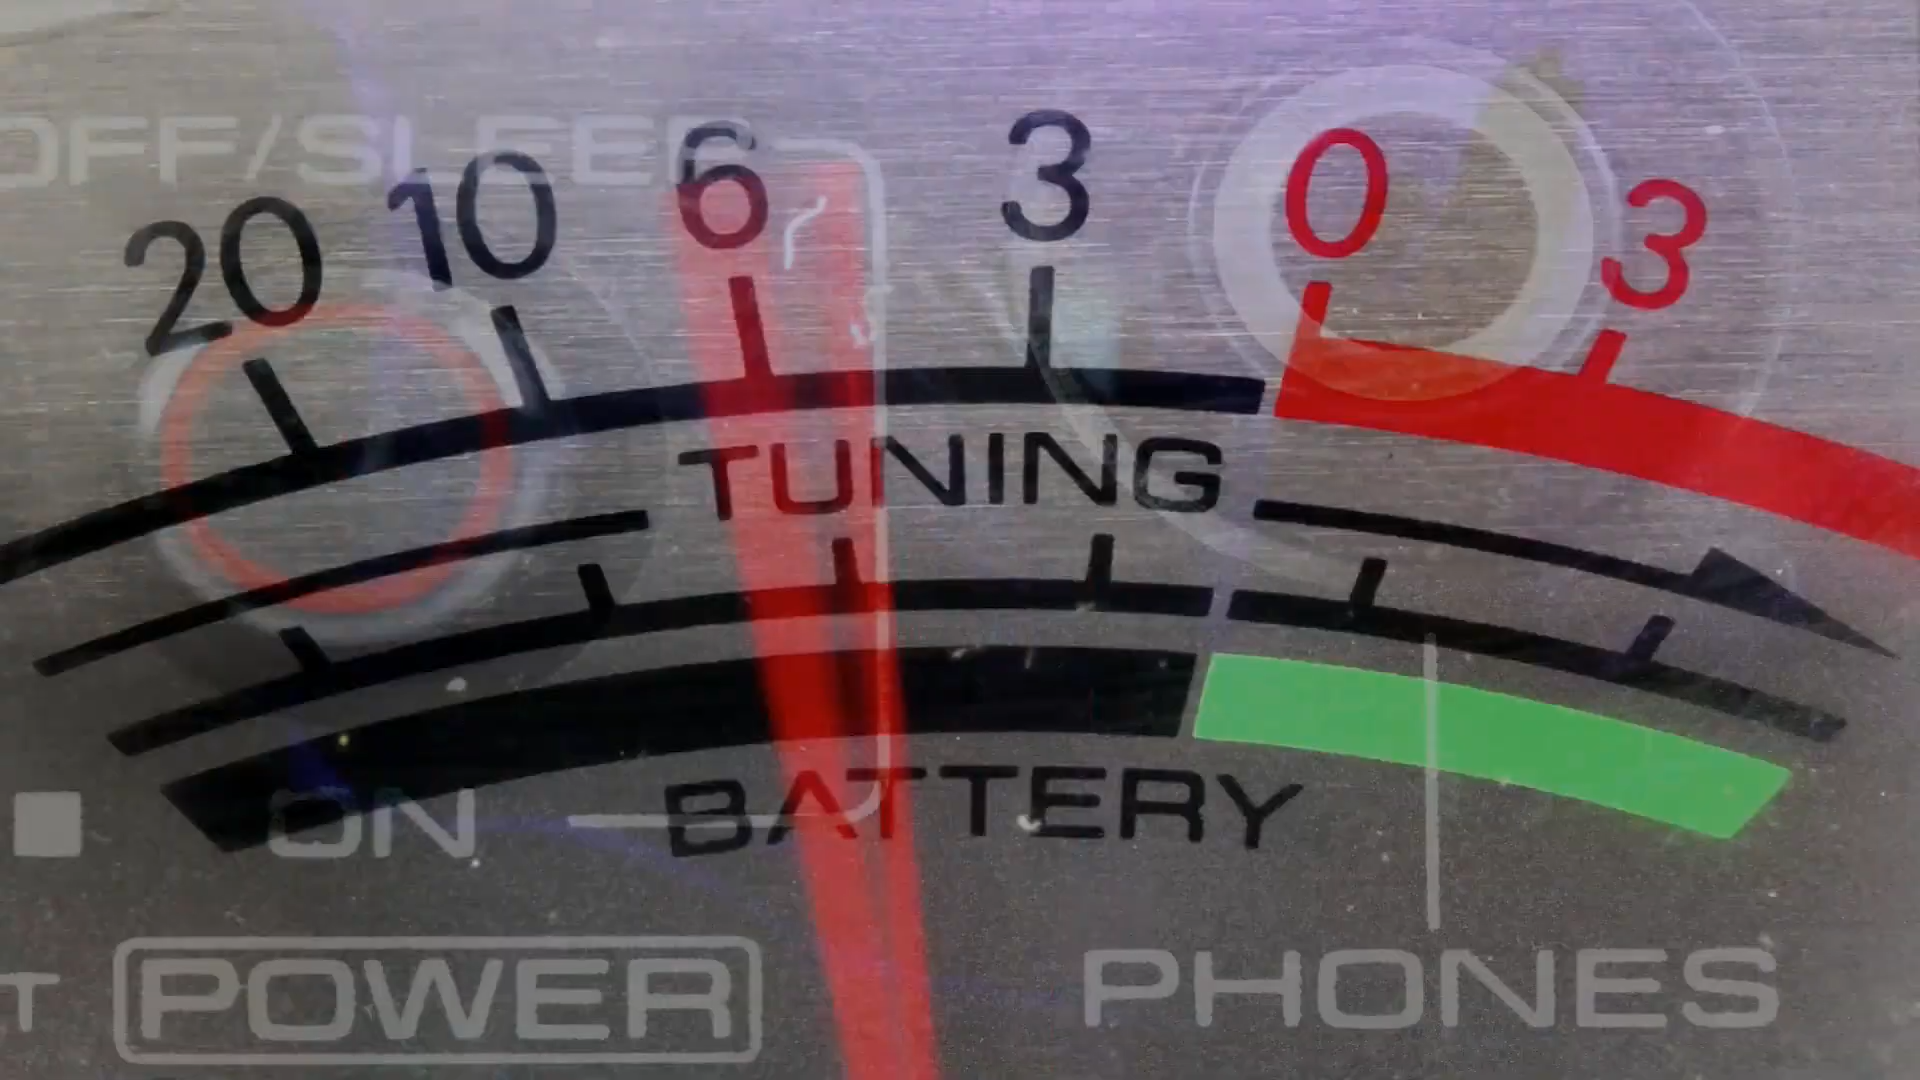 OFF/SLEEP
20 10 6 3 0 3
TUNING
BATTERY
ON
T POWER PHONES